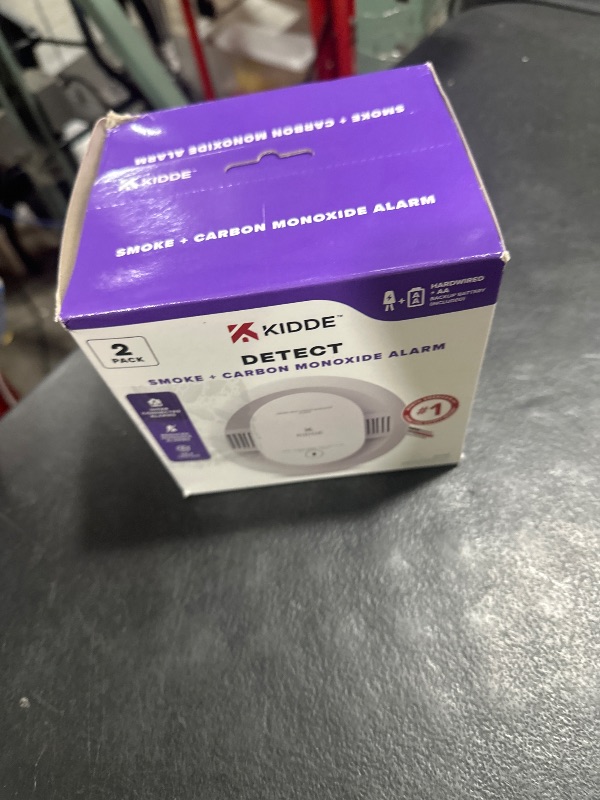 SMOKE + CARBON MONOXIDE ALARM
KIDDE
SMOKE + CARBON MONOXIDE ALARM
HARDWIRED
+ AA
BACKUP BATTERY
INCLUDED
A
A
KIDDE™
2
PACK
DETECT
SMOKE + CARBON MONOXIDE ALARM
#1
KIDDE